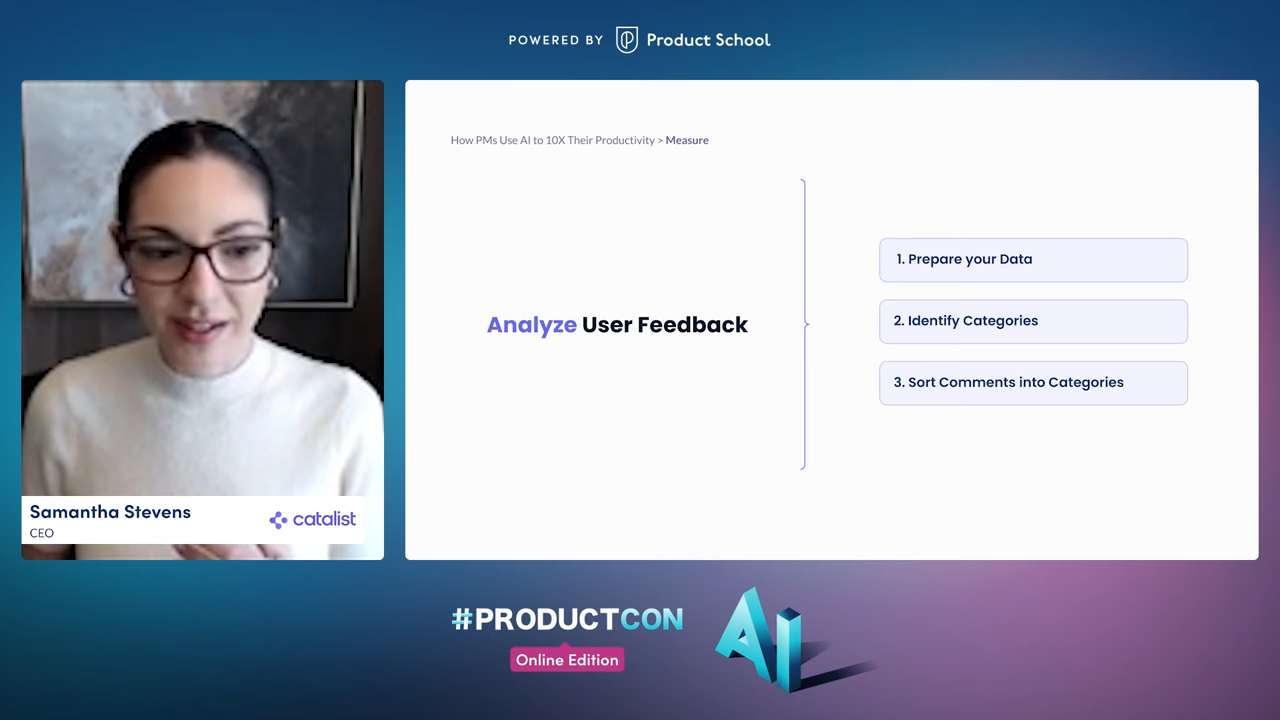 POWERED BY Product School
How PMs Use AI to 10X Their Productivity > Measure
Analyze User Feedback
1. Prepare your Data
2. Identify Categories
3. Sort Comments into Categories
Samantha Stevens
CEO
catalist
#PRODUCTCON
Online Edition
AI